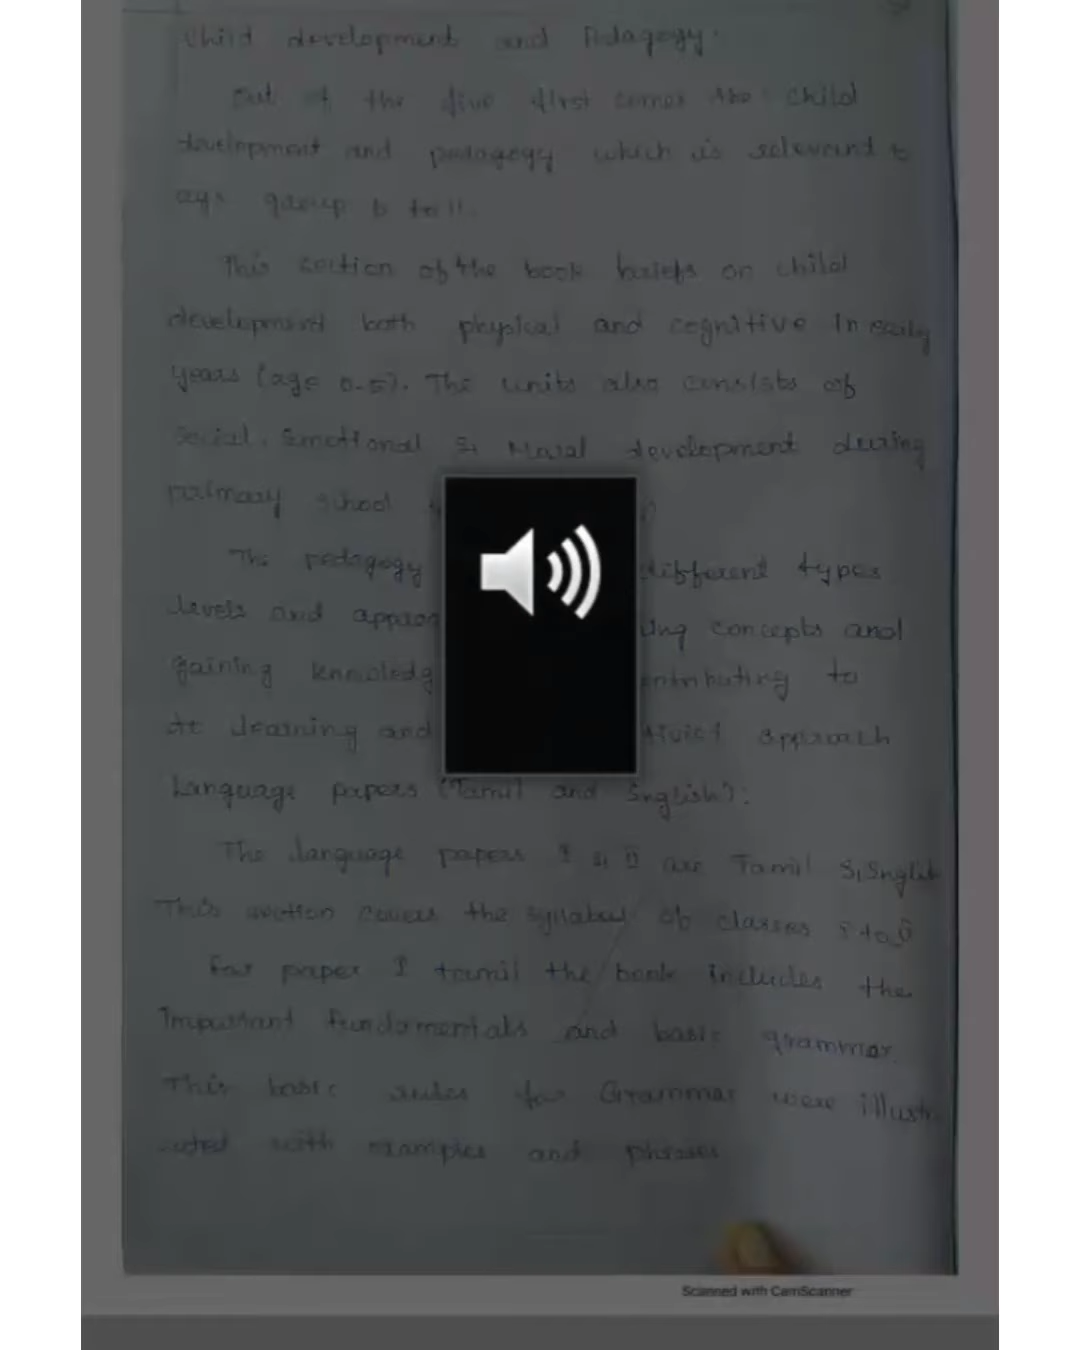 Child development and Pedagogy.
Out of the five first comes the child
development and pedagogy which is relevant to
age group 6 to 11.
This section of the book briefs on child
development both physical and cognitive in early
years (age 0-5). The units also consists of
Social, Emotional & Moral development during
primary school
The pedagogy different types
levels and concepts and
gaining to
learning and approach
Language papers (Tamil and English):
The language papers I & II are Tamil & English
This section covers the syllabus of classes I to V
For paper I tamil the book includes the
Important fundamentals and basic grammar.
This basic rules for Grammar were illust
rated with examples and phrases
Scanned with CamScanner